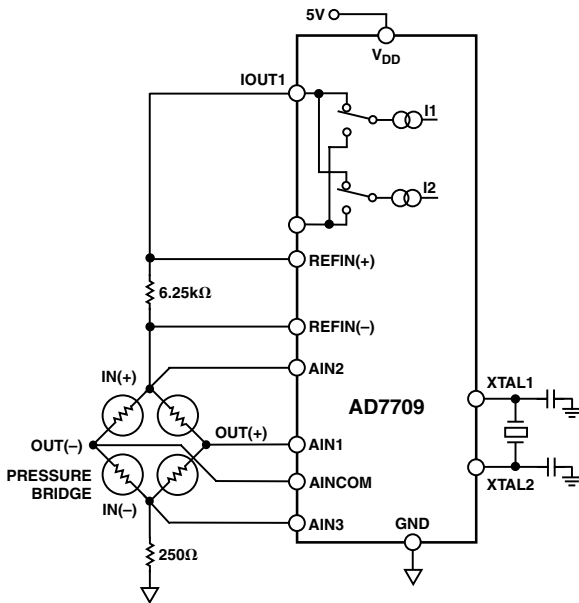 5V
VDD
IOUT1
I1
I2
REFIN(+)
6.25kΩ
REFIN(–)
IN(+)
AIN2
XTAL1
AD7709
OUT(–)
OUT(+)
AIN1
PRESSURE
BRIDGE
AINCOM
XTAL2
IN(–)
AIN3
GND
250Ω